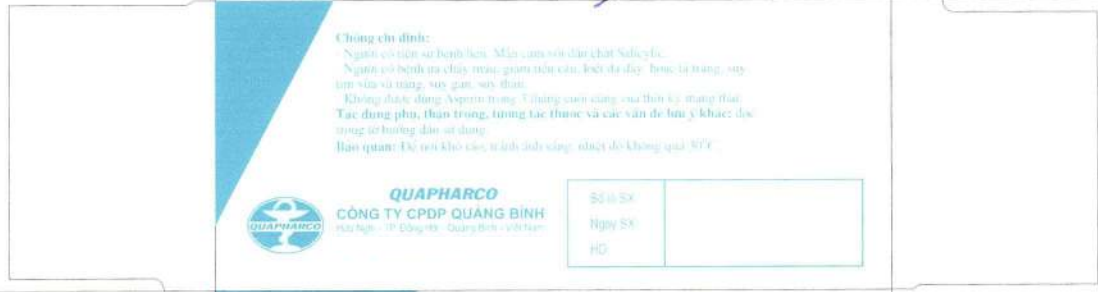 Chống chỉ định:
- Người có tiền sử bệnh hen. Mẫn cảm với dẫn chất Salicylic.
- Người có bệnh ưa chảy máu, giảm tiểu cầu, loét dạ dày hoặc tá tràng, suy
tim vừa và nặng, suy gan, suy thận.
- Không được dùng Aspirin trong 3 tháng cuối cùng của thời kỳ mang thai.
Tác dụng phụ, thận trọng, tương tác thuốc và các vấn đề lưu ý khác: đọc
trong tờ hướng dẫn sử dụng.
Bảo quản: Để nơi khô ráo, tránh ánh sáng, nhiệt độ không quá 30°C.
QUAPHARCO
CÔNG TY CPDP QUẢNG BÌNH
Hữu Nghị - TP Đồng Hới - Quảng Bình - Việt Nam
QUAPHARCO
Số lô SX
Ngày SX
HD